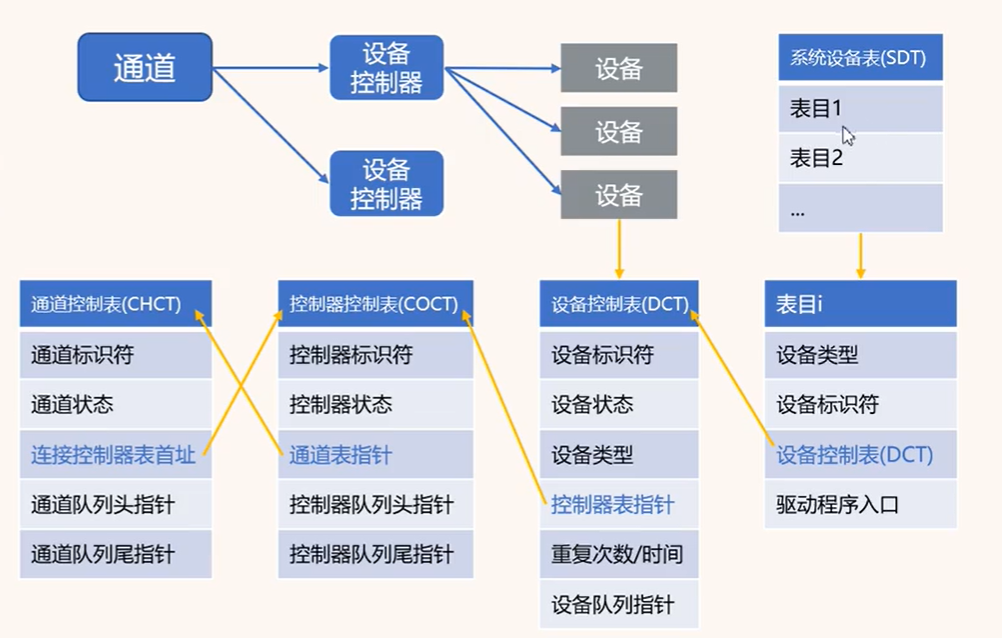 通道
设备
控制器
设备
控制器
设备
设备
设备
系统设备表(SDT)
表目1
表目2
...
通道控制表(CHCT)
通道标识符
通道状态
连接控制器表首址
通道队列头指针
通道队列尾指针
控制器控制表(COCT)
控制器标识符
控制器状态
通道表指针
控制器队列头指针
控制器队列尾指针
设备控制表(DCT)
设备标识符
设备状态
设备类型
控制器表指针
重复次数/时间
设备队列指针
表目i
设备类型
设备标识符
设备控制表(DCT)
驱动程序入口